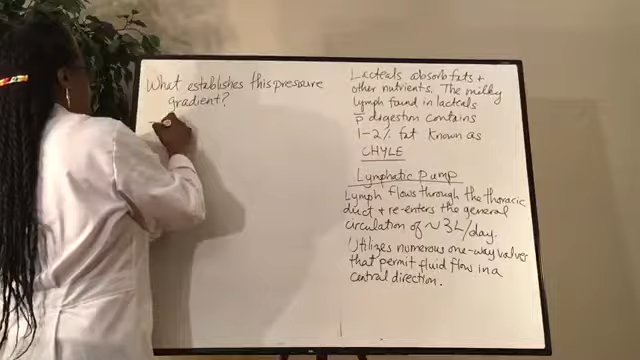 What establishes this pressure
gradient?
Lacteals absorb fats +
other nutrients. The milky
lymph found in lacteals
p̄ digestion contains
1-2% fat known as
CHYLE
Lymphatic pump
Lymph flows through the thoracic
duct + re-enters the general
circulation of ~3L/day.
Utilizes numerous one-way valves
that permit fluid flow in a
central direction.